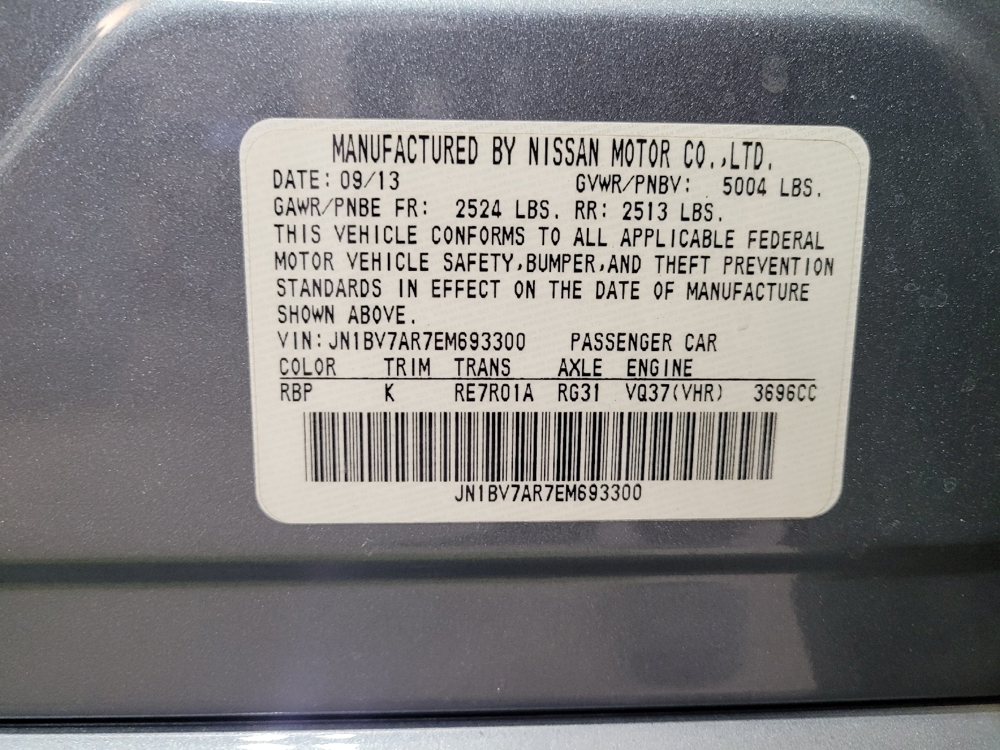 MANUFACTURED BY NISSAN MOTOR CO.,LTD.
DATE: 09/13 GVWR/PNBV: 5004 LBS.
GAWR/PNBE FR: 2524 LBS. RR: 2513 LBS.
THIS VEHICLE CONFORMS TO ALL APPLICABLE FEDERAL
MOTOR VEHICLE SAFETY,BUMPER,AND THEFT PREVENTION
STANDARDS IN EFFECT ON THE DATE OF MANUFACTURE
SHOWN ABOVE.
VIN:JN1BV7AR7EM693300 PASSENGER CAR
COLOR TRIM TRANS AXLE ENGINE
RBP K RE7R01A RG31 VQ37(VHR) 3696CC
JN1BV7AR7EM693300